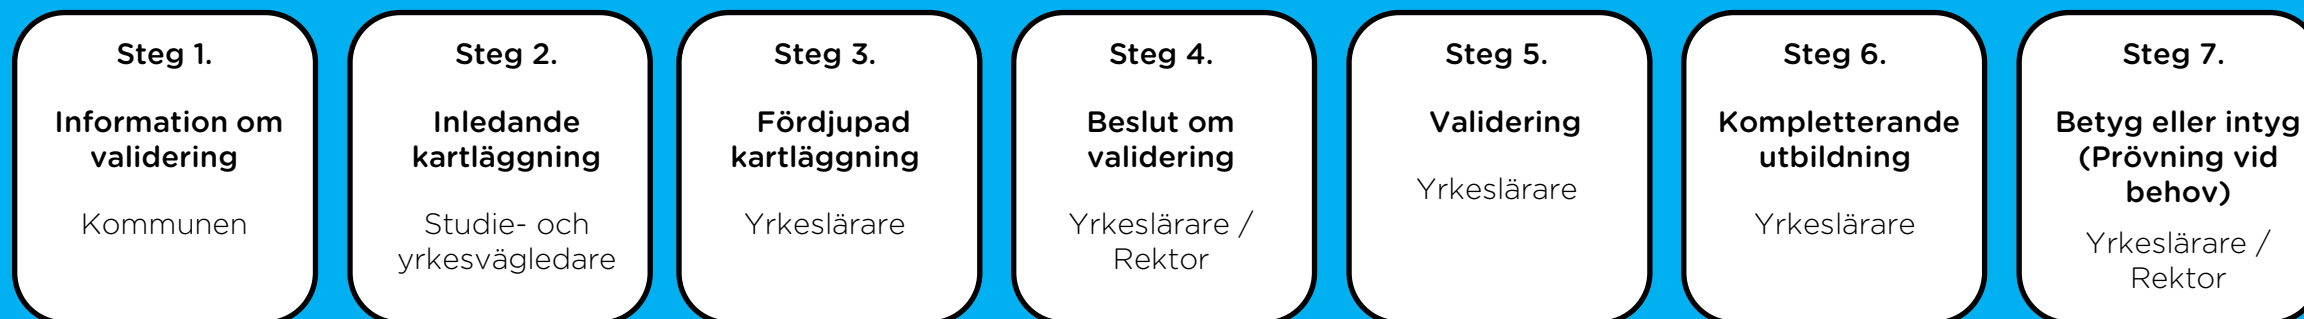 Steg 1.
Information om
validering
Kommunen
Steg 2.
Inledande
kartläggning
Studie- och
yrkesvägledare
Steg 3.
Fördjupad
kartläggning
Yrkeslärare
Steg 4.
Beslut om
validering
Yrkeslärare /
Rektor
Steg 5.
Validering
Yrkeslärare
Steg 6.
Kompletterande
utbildning
Yrkeslärare
Steg 7.
Betyg eller intyg
(Prövning vid
behov)
Yrkeslärare /
Rektor